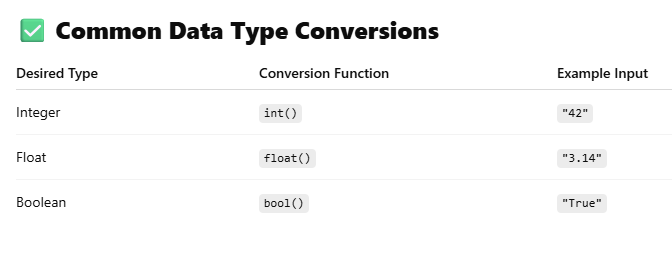 ✅ Common Data Type Conversions
Desired Type Conversion Function Example Input
Integer int() "42"
Float float() "3.14"
Boolean bool() "True"